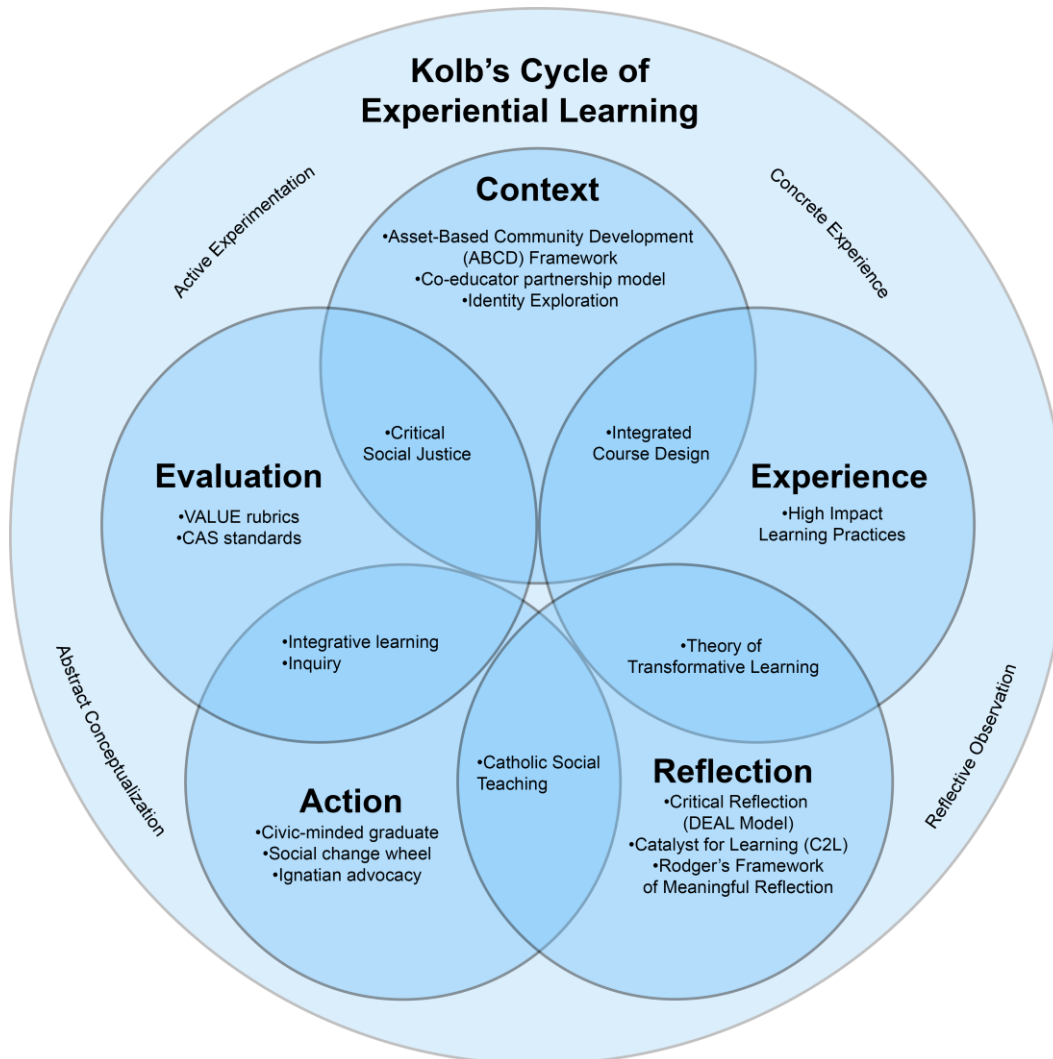 Kolb’s Cycle of
Experiential Learning
Active Experimentation
Concrete Experience
Context
•Asset-Based Community Development
(ABCD) Framework
•Co-educator partnership model
•Identity Exploration
•Critical
Social Justice
•Integrated
Course Design
Evaluation
•VALUE rubrics
•CAS standards
Experience
•High Impact
Learning Practices
•Integrative learning
•Inquiry
•Theory of
Transformative Learning
Abstract Conceptualization
Reflective Observation
•Catholic Social
Teaching
Action
•Civic-minded graduate
•Social change wheel
•Ignatian advocacy
Reflection
•Critical Reflection
(DEAL Model)
•Catalyst for Learning (C2L)
•Rodger’s Framework
of Meaningful Reflection